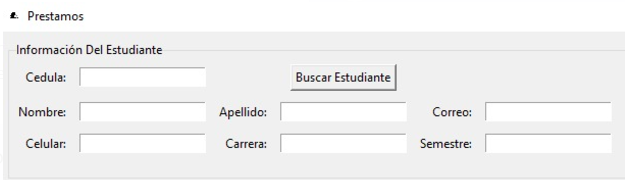 Prestamos
Información Del Estudiante
Cedula: Buscar Estudiante
Nombre: Apellido: Correo:
Celular: Carrera: Semestre: